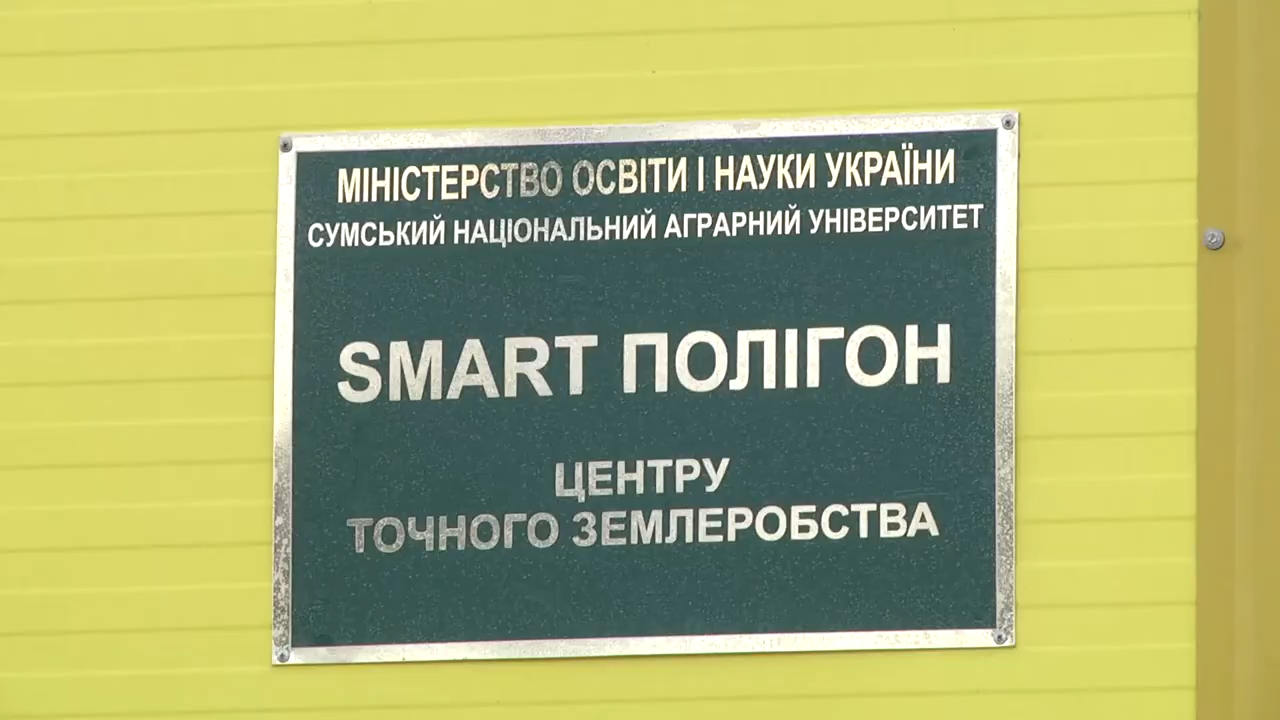 МІНІСТЕРСТВО ОСВІТИ І НАУКИ УКРАЇНИ
СУМСЬКИЙ НАЦІОНАЛЬНИЙ АГРАРНИЙ УНІВЕРСИТЕТ
SMART ПОЛІГОН
ЦЕНТРУ
ТОЧНОГО ЗЕМЛЕРОБСТВА